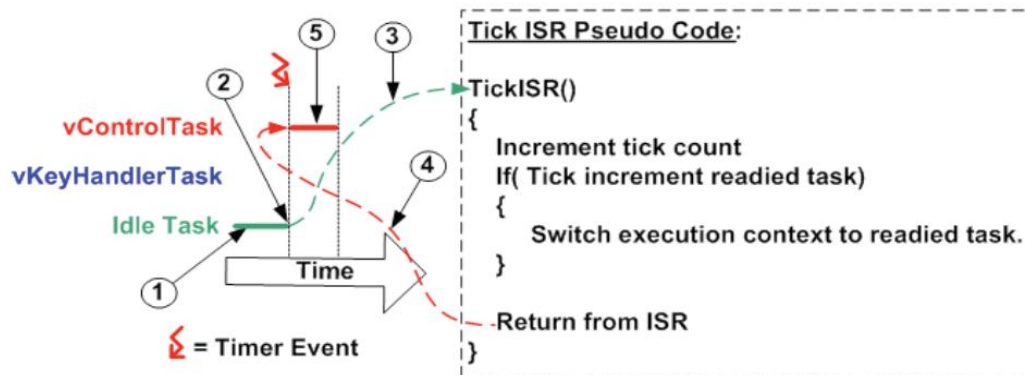 5
3
2
vControlTask
vKeyHandlerTask
4
Idle Task
Time
1
= Timer Event
Tick ISR Pseudo Code:
TickISR()
{
Increment tick count
If( Tick increment readied task)
{
Switch execution context to readied task.
}
Return from ISR
}